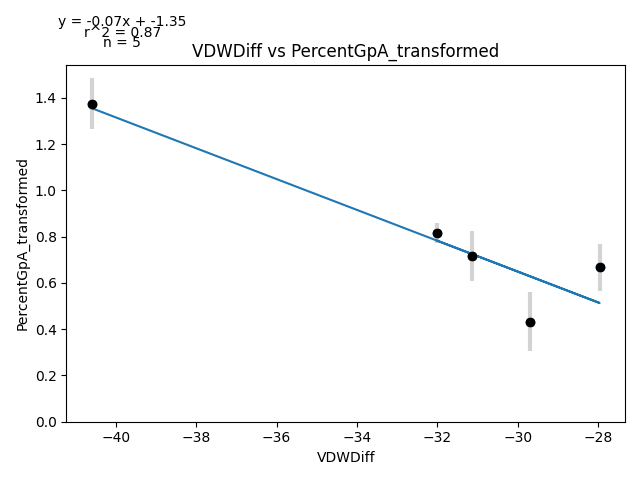 y = -0.07x + -1.35
r^2 = 0.87
n = 5
VDWDiff vs PercentGpA_transformed
PercentGpA_transformed
1.4
1.2
1.0
0.8
0.6
0.4
0.2
0.0
−40
−38
−36
−34
−32
−30
−28
VDWDiff